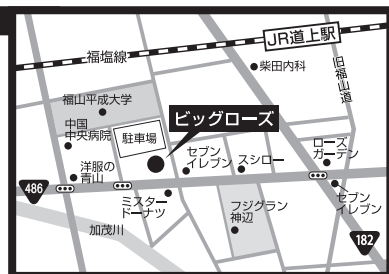 JR道上駅
福塩線
柴田内科
旧福山道
福山平成大学
ビッグローズ
中国
中央病院
駐車場
セブン
イレブン
スシロー
ローズ
ガーデン
洋服の
青山
486
ミスター
ドーナツ
フジグラン
神辺
セブン
イレブン
加茂川
182